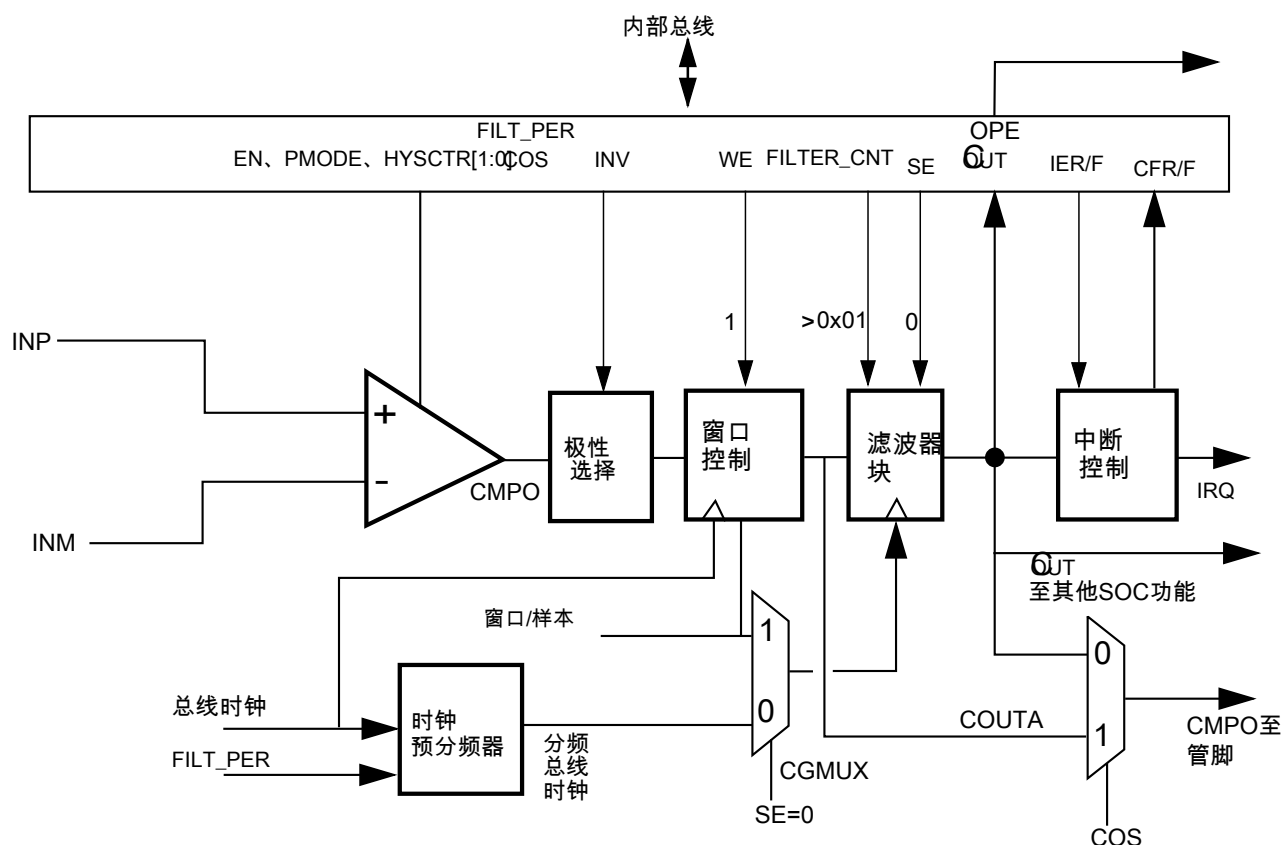 内部总线
FILT_PER
OPE
EN、PMODE、HYSCTR[1:0]
COS
INV
WE
FILTER_CNT
SE
COUT
IER/F
CFR/F
1
>0x01
0
INP
+
-
INM
CMPO
极性
选择
窗口
控制
滤波器
块
中断
控制
IRQ
COUT
至其他SOC功能
窗口/样本
1
0
0
1
总线时钟
FILT_PER
时钟
预分频器
分频
总线
时钟
CGMUX
SE=0
COUTA
CMPO至
管脚
COS